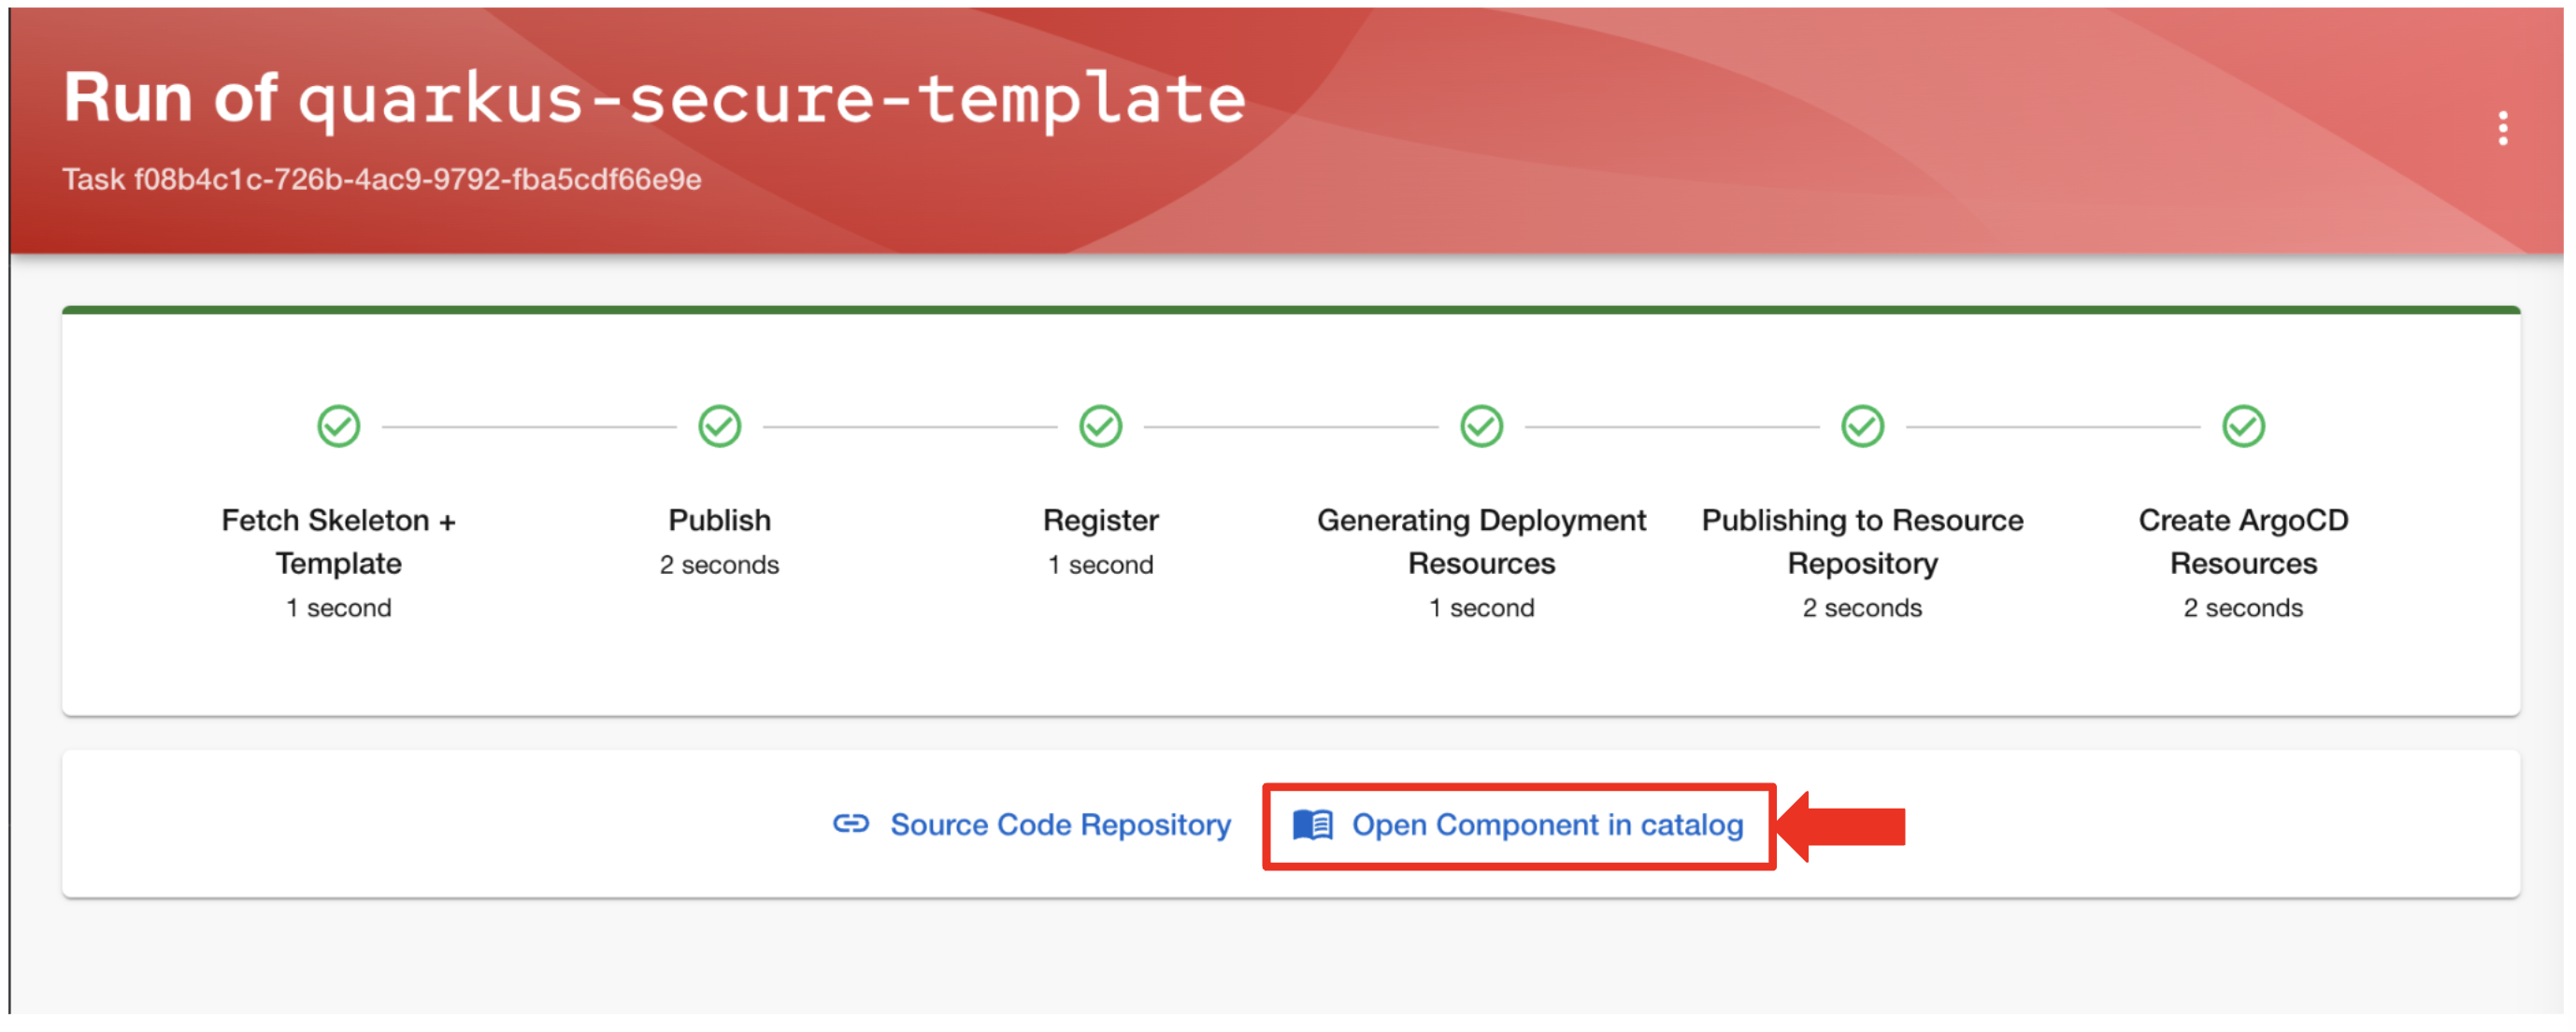 Run of quarkus-secure-template
Task f08b4c1c-726b-4ac9-9792-fba5cdf66e9e
Fetch Skeleton +
Template
1 second
Publish
2 seconds
Register
1 second
Generating Deployment
Resources
1 second
Publishing to Resource
Repository
2 seconds
Create ArgoCD
Resources
2 seconds
Source Code Repository
Open Component in catalog